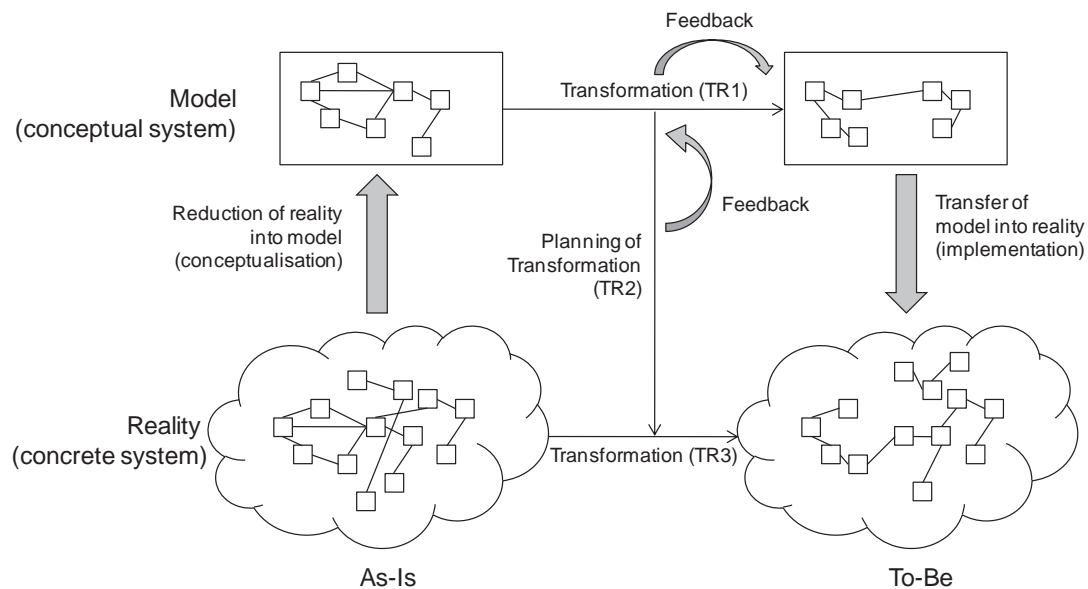 Feedback
Model
(conceptual system)
Transformation (TR1)
Reduction of reality
into model
(conceptualisation)
Feedback
Planning of
Transformation
(TR2)
Transfer of
model into reality
(implementation)
Reality
(concrete system)
Transformation (TR3)
As-Is
To-Be